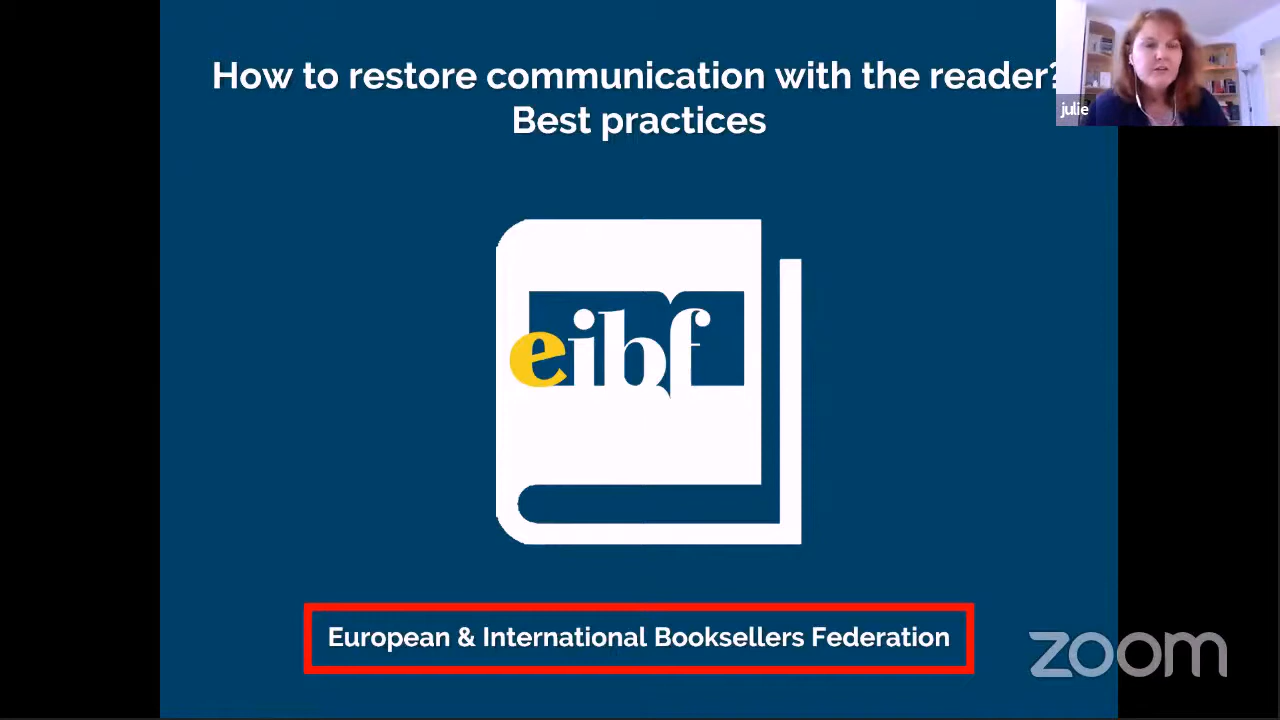 How to restore communication with the reader?
Best practices
julie
eibf
European & International Booksellers Federation
zoom